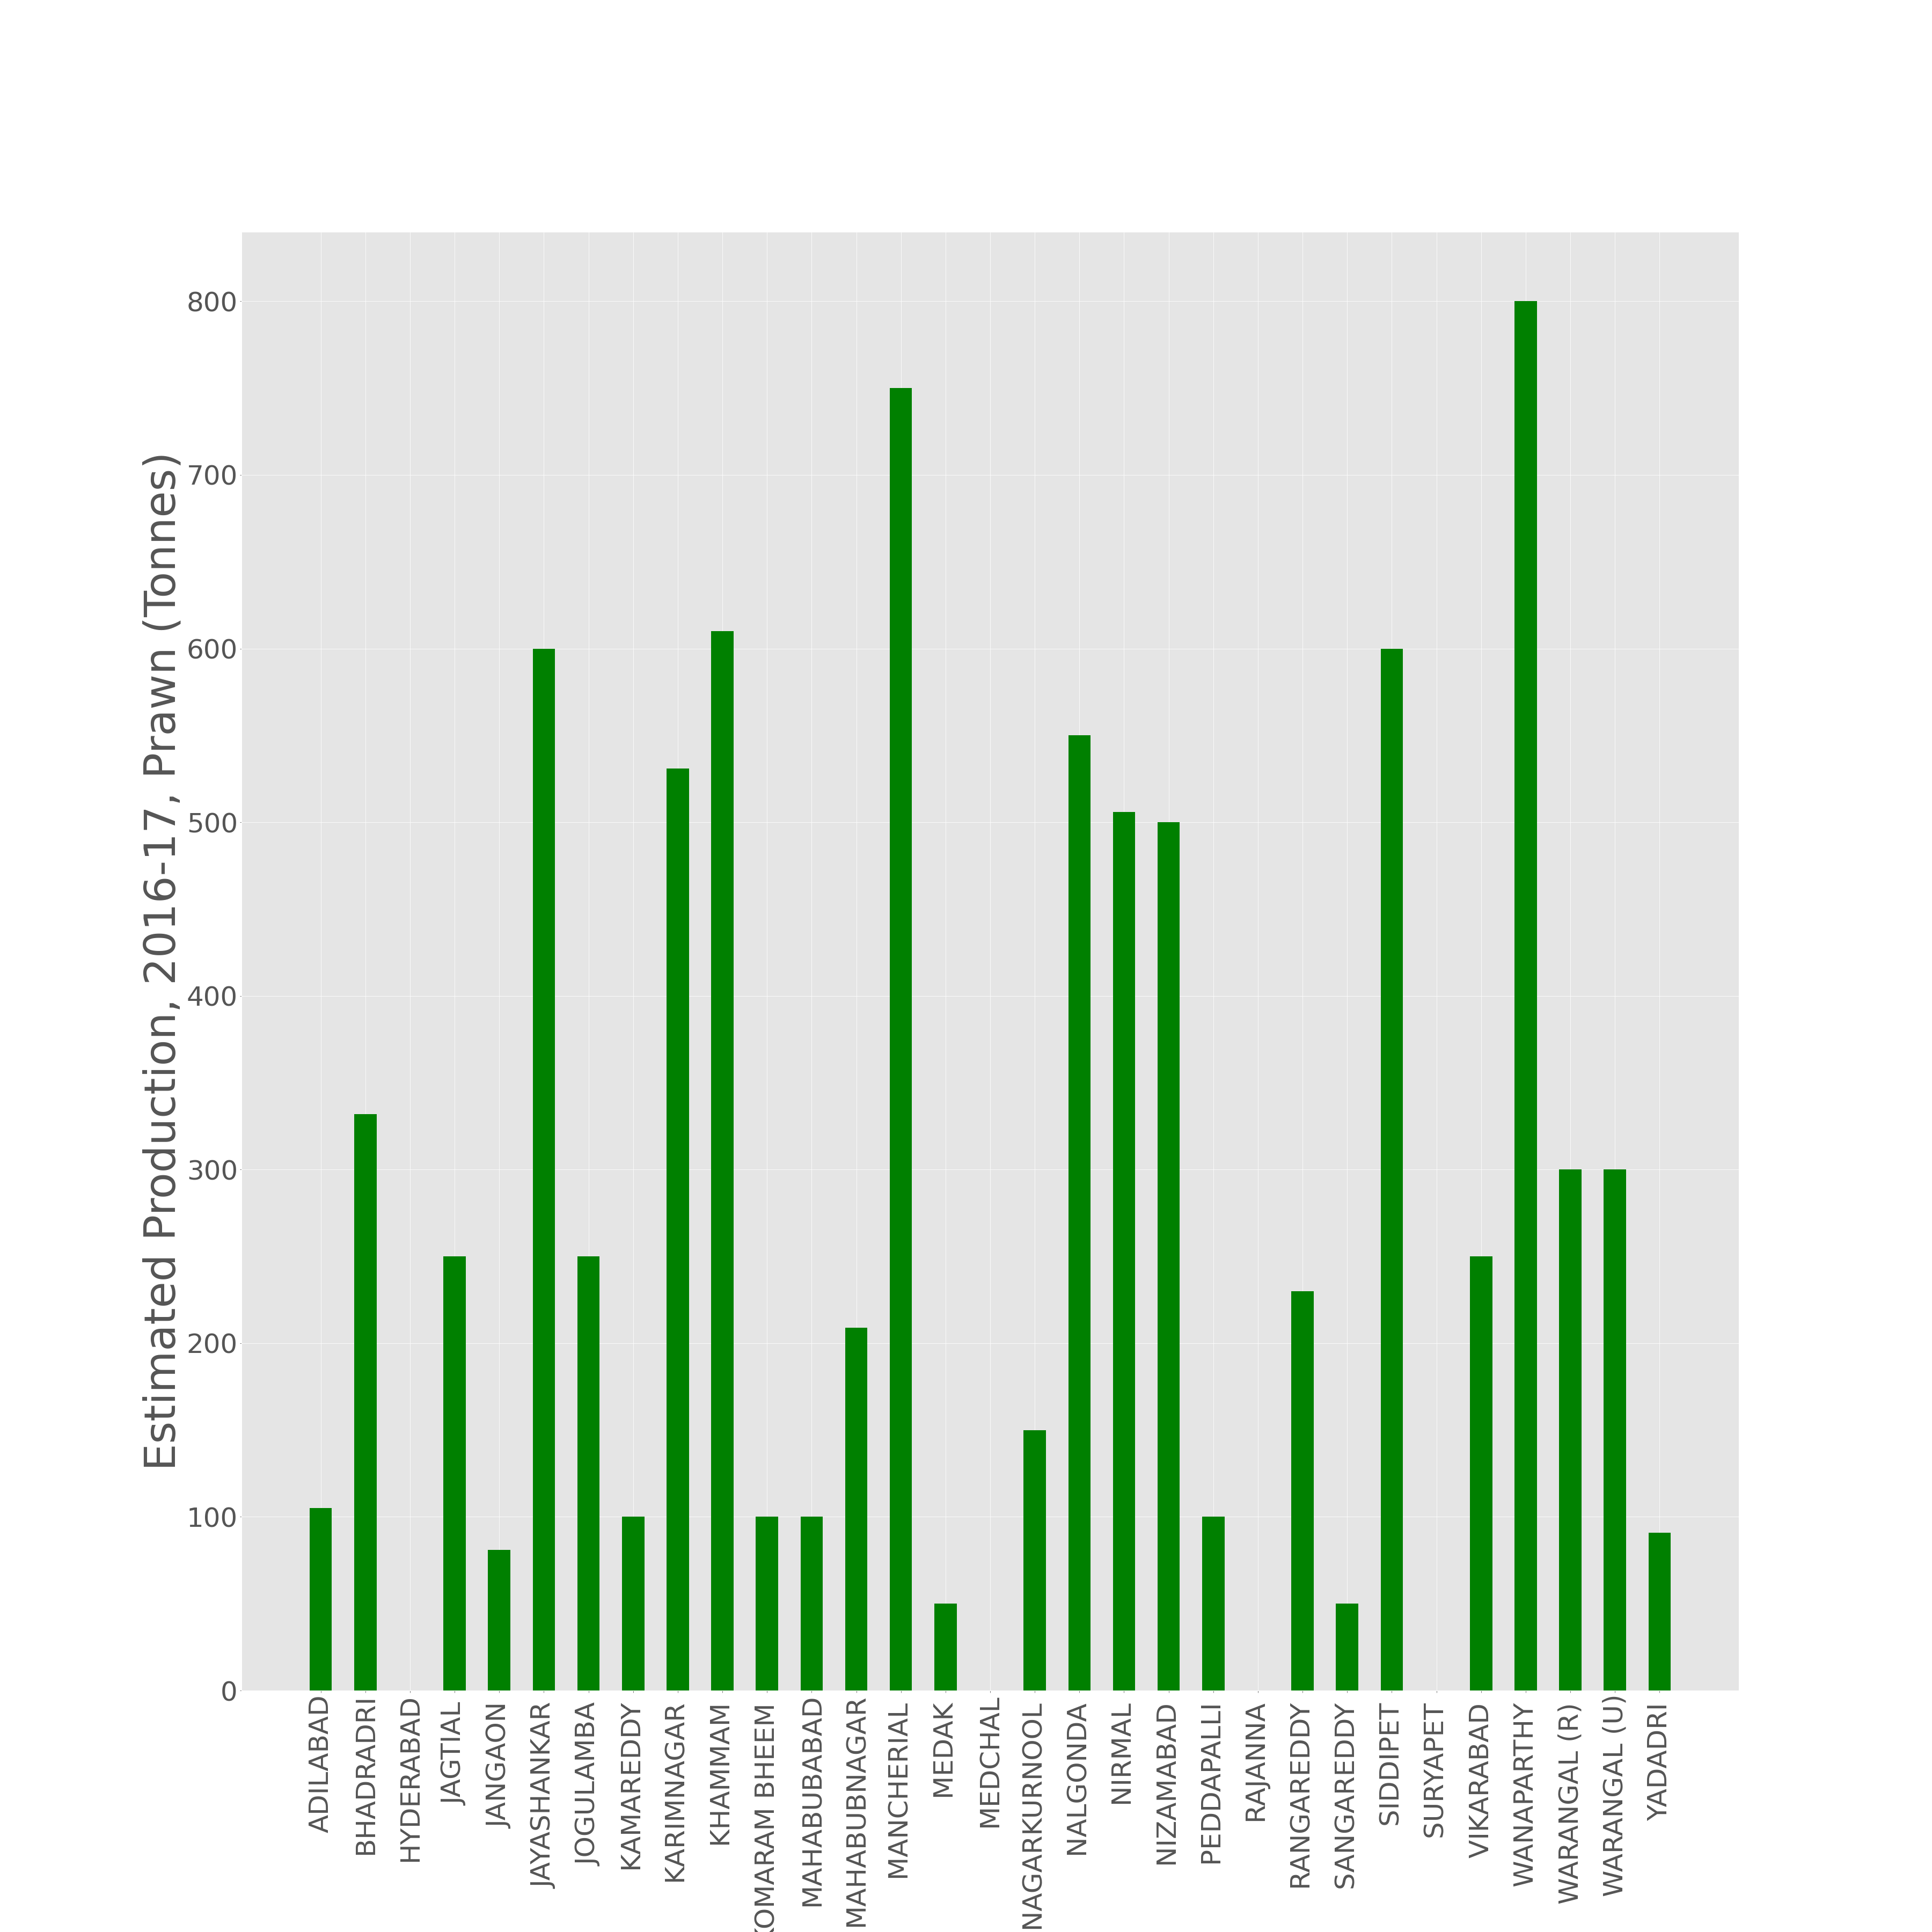 Estimated Production, 2016-17, Prawn (Tonnes)
800
700
600
500
400
300
200
100
0
ADILABAD
BHADRADRI
HYDERABAD
JAGTIAL
JANGAON
JAYASHANKAR
JOGULAMBA
KAMAREDDY
KARIMNAGAR
KHAMMAM
KOMARAM BHEEM
MAHABUBABAD
MAHABUBNAGAR
MANCHERIAL
MEDAK
MEDCHAL
NAGARKURNOOL
NALGONDA
NIRMAL
NIZAMABAD
PEDDAPALLI
RAJANNA
RANGAREDDY
SANGAREDDY
SIDDIPET
SURYAPET
VIKARABAD
WANAPARTHY
WARANGAL (R)
WARANGAL (U)
YADADRI